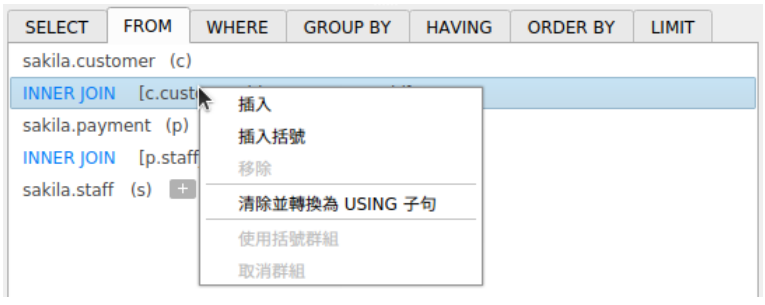 SELECT FROM WHERE GROUP BY HAVING ORDER BY LIMIT
sakila.customer (c)
INNER JOIN [c.cust
sakila.payment (p)
INNER JOIN [p.staff
sakila.staff (s) +
插入
插入括號
移除
清除並轉換為 USING 子句
使用括號群組
取消群組